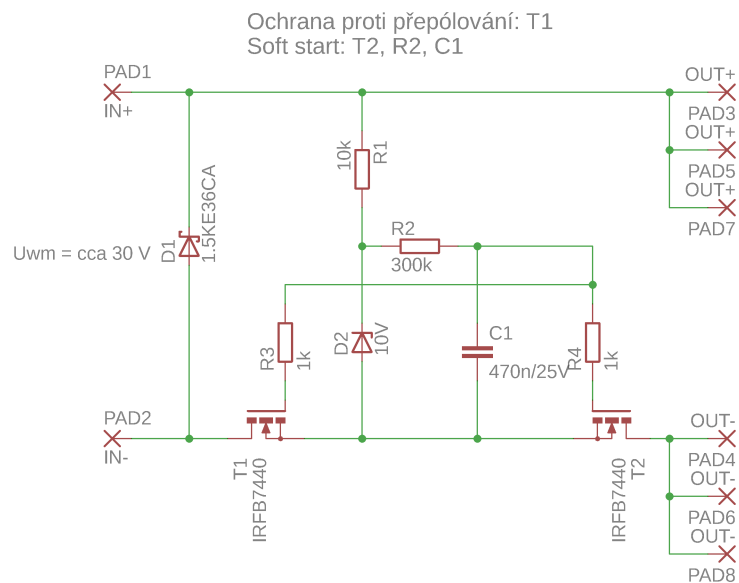 Ochrana proti přepólování: T1
Soft start: T2, R2, C1
PAD1
IN+
OUT+
PAD3
OUT+
PAD5
OUT+
PAD7
10k
R1
R2
300k
Uwm = cca 30 V
D1
1.5KE36CA
R3
1k
D2
10V
C1
470n/25V
R4
1k
PAD2
IN-
T1
IRFB7440
IRFB7440
T2
OUT-
PAD4
OUT-
PAD6
OUT-
PAD8